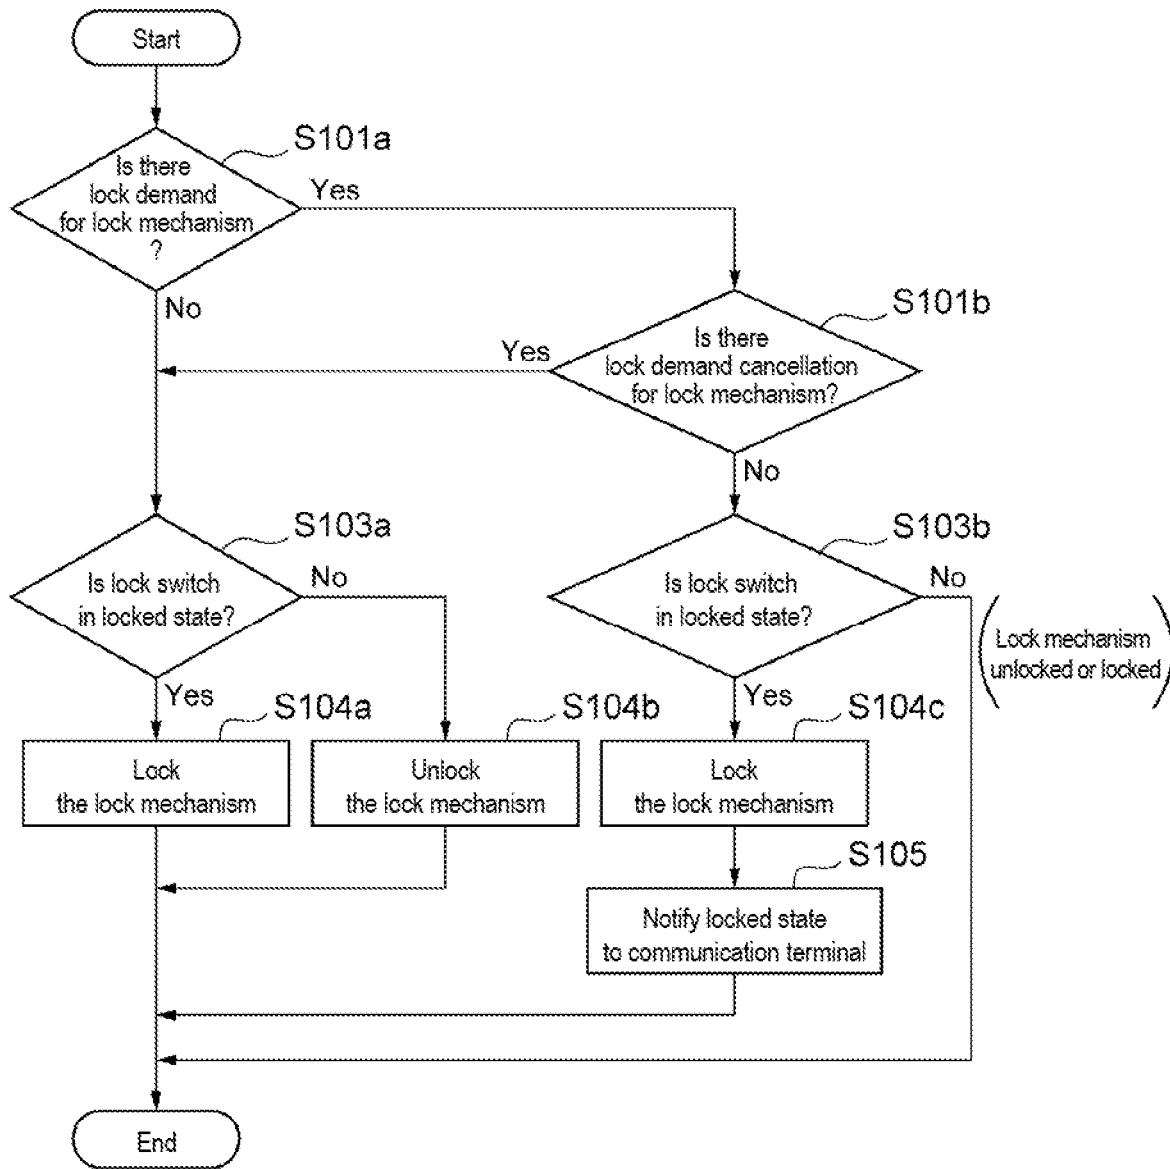 Start
S101a
Is there
lock demand
for lock mechanism
?
Yes
No
S101b
Is there
lock demand cancellation
for lock mechanism?
Yes
No
S103a
Is lock switch
in locked state?
No
Yes
S103b
Is lock switch
in locked state?
No
Yes
Lock mechanism
unlocked or locked
S104a
Lock
the lock mechanism
S104b
Unlock
the lock mechanism
S104c
Lock
the lock mechanism
S105
Notify locked state
to communication terminal
End